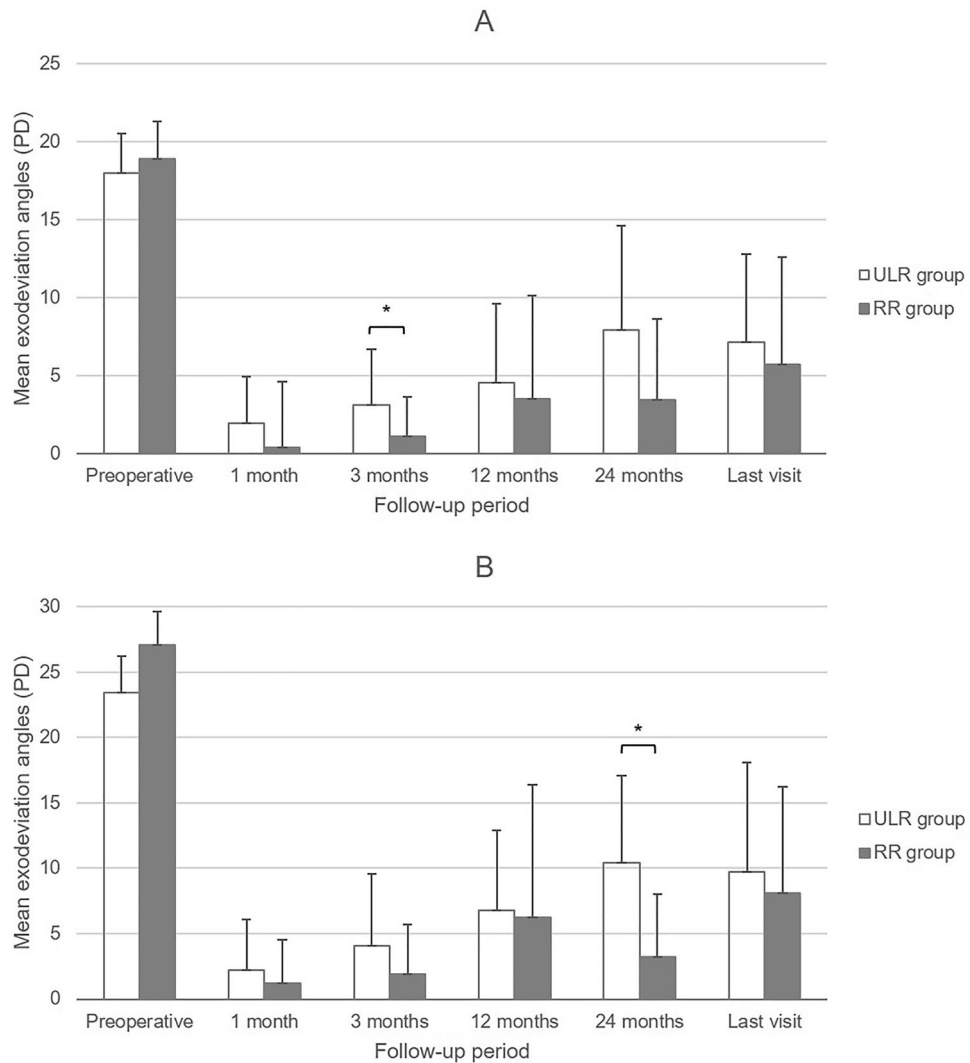 A
Mean exodeviation angles (PD)
25
20
15
10
5
0
*
Preoperative 1 month 3 months 12 months 24 months Last visit
Follow-up period
ULR group
RR group
B
Mean exodeviation angles (PD)
30
25
20
15
10
5
0
*
Preoperative 1 month 3 months 12 months 24 months Last visit
Follow-up period
ULR group
RR group